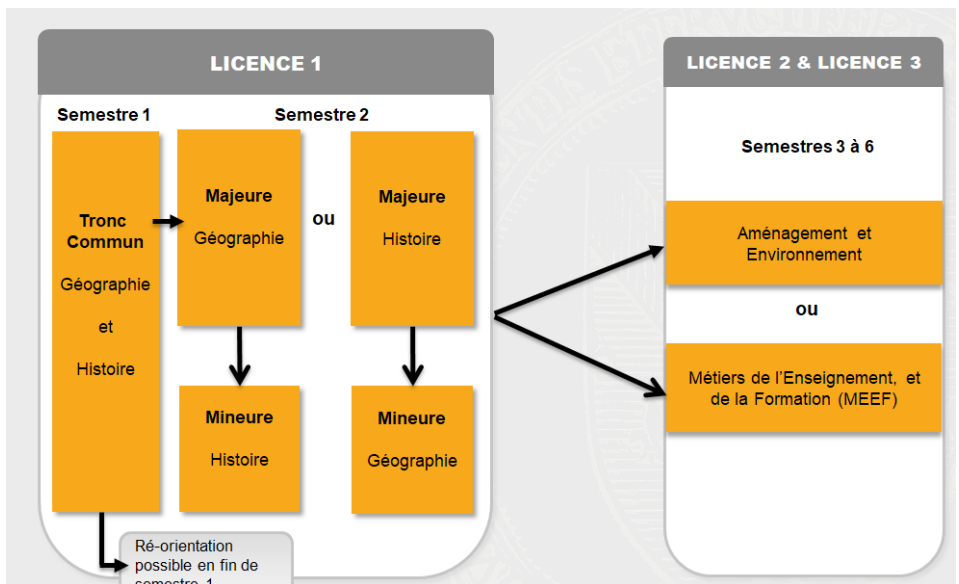 LICENCE 1
Semestre 1
Semestre 2
Tronc
Commun
Géographie
et
Histoire
Majeure
Géographie
ou
Majeure
Histoire
Mineure
Histoire
Mineure
Géographie
Ré-orientation
possible en fin de
semestre 1
LICENCE 2 & LICENCE 3
Semestres 3 à 6
Aménagement et
Environnement
ou
Métiers de l'Enseignement, et
de la Formation (MEEF)